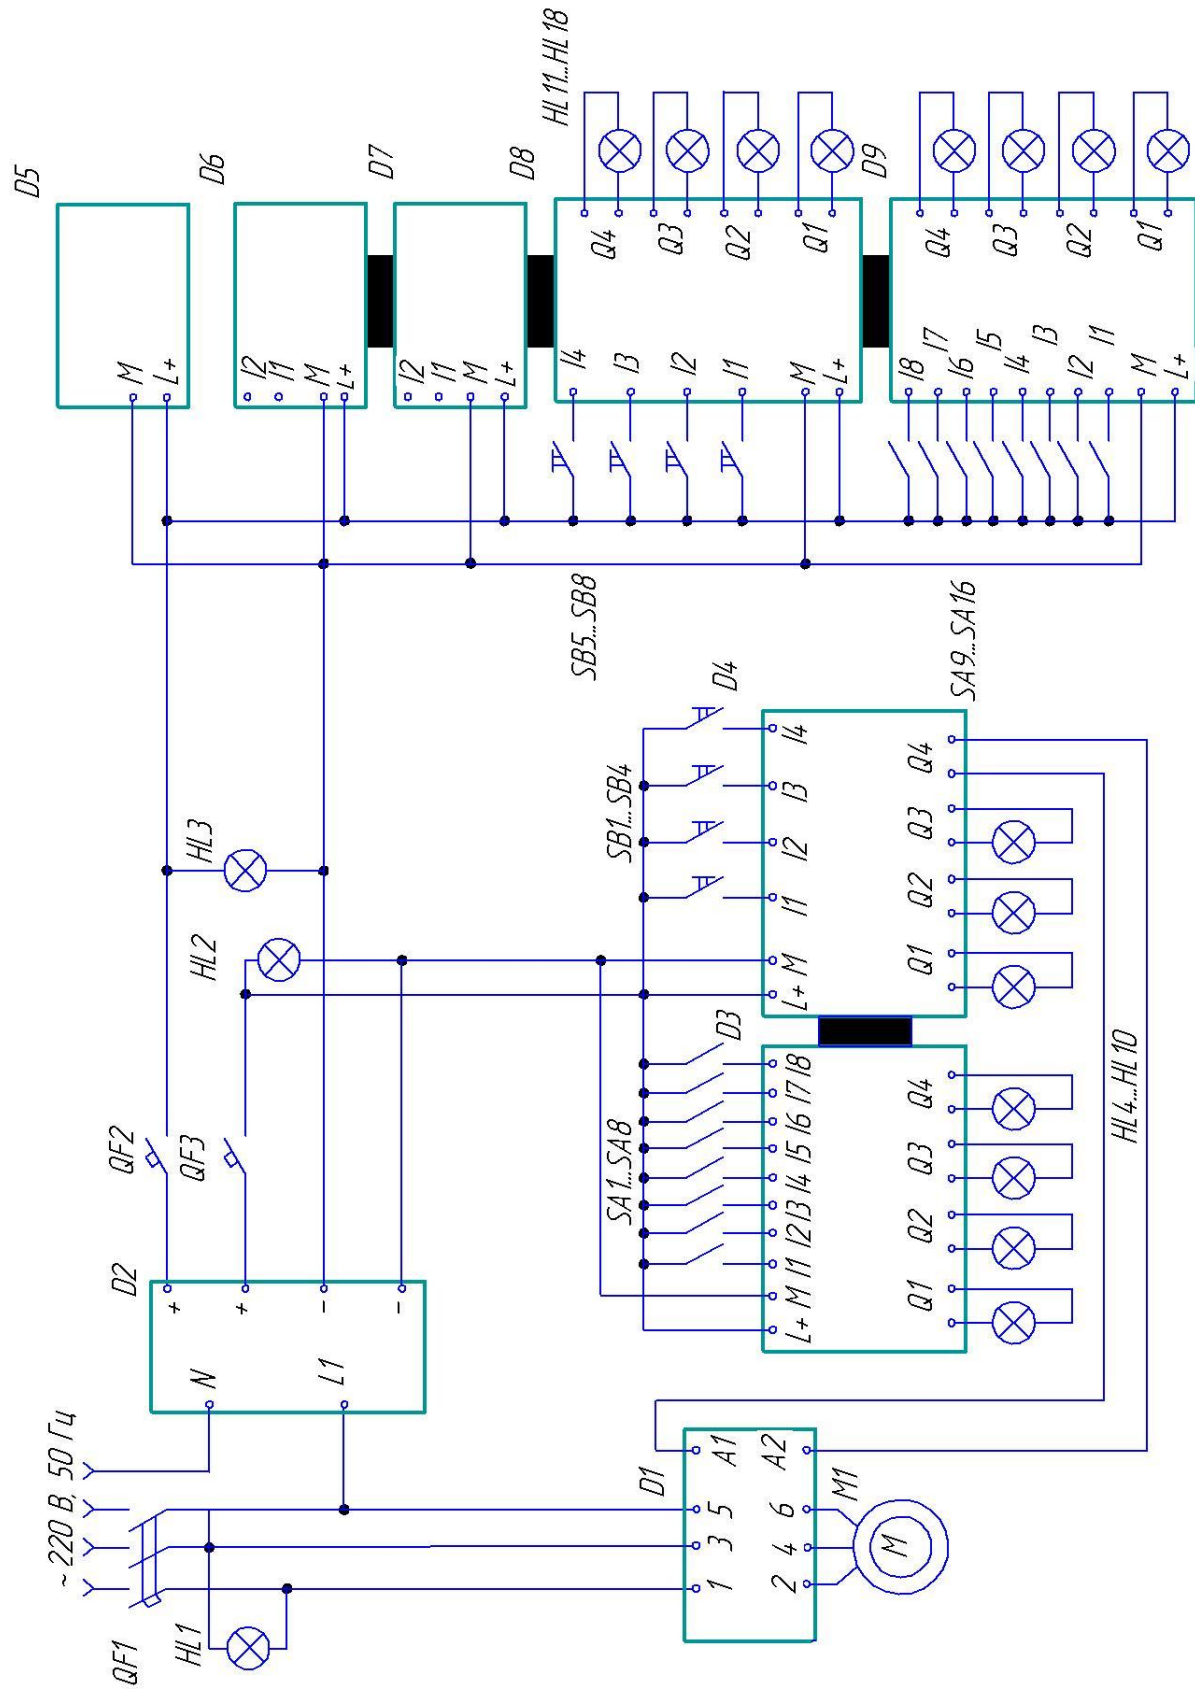 ~ 220 В, 50 Гц
QF1
HL1
D2
N
L1
+
+
-
-
QF2
QF3
HL2
HL3
D5
M
L+
D6
I2
I1
M
L+
D7
I2
I1
M
L+
D8
I4
I3
I2
I1
M
L+
Q4
Q3
Q2
Q1
HL11...HL18
D9
I8
I7
I6
I5
I4
I3
I2
I1
M
L+
Q4
Q3
Q2
Q1
SB5...SB8
SA9...SA16
D1
1
3
5
A1
2
4
6
A2
M1
M
SA1...SA8
D3
L+
M
I1
I2
I3
I4
I5
I6
I7
I8
Q1
Q2
Q3
Q4
SB1...SB4
D4
L+
M
I1
I2
I3
I4
Q1
Q2
Q3
Q4
HL4...HL10